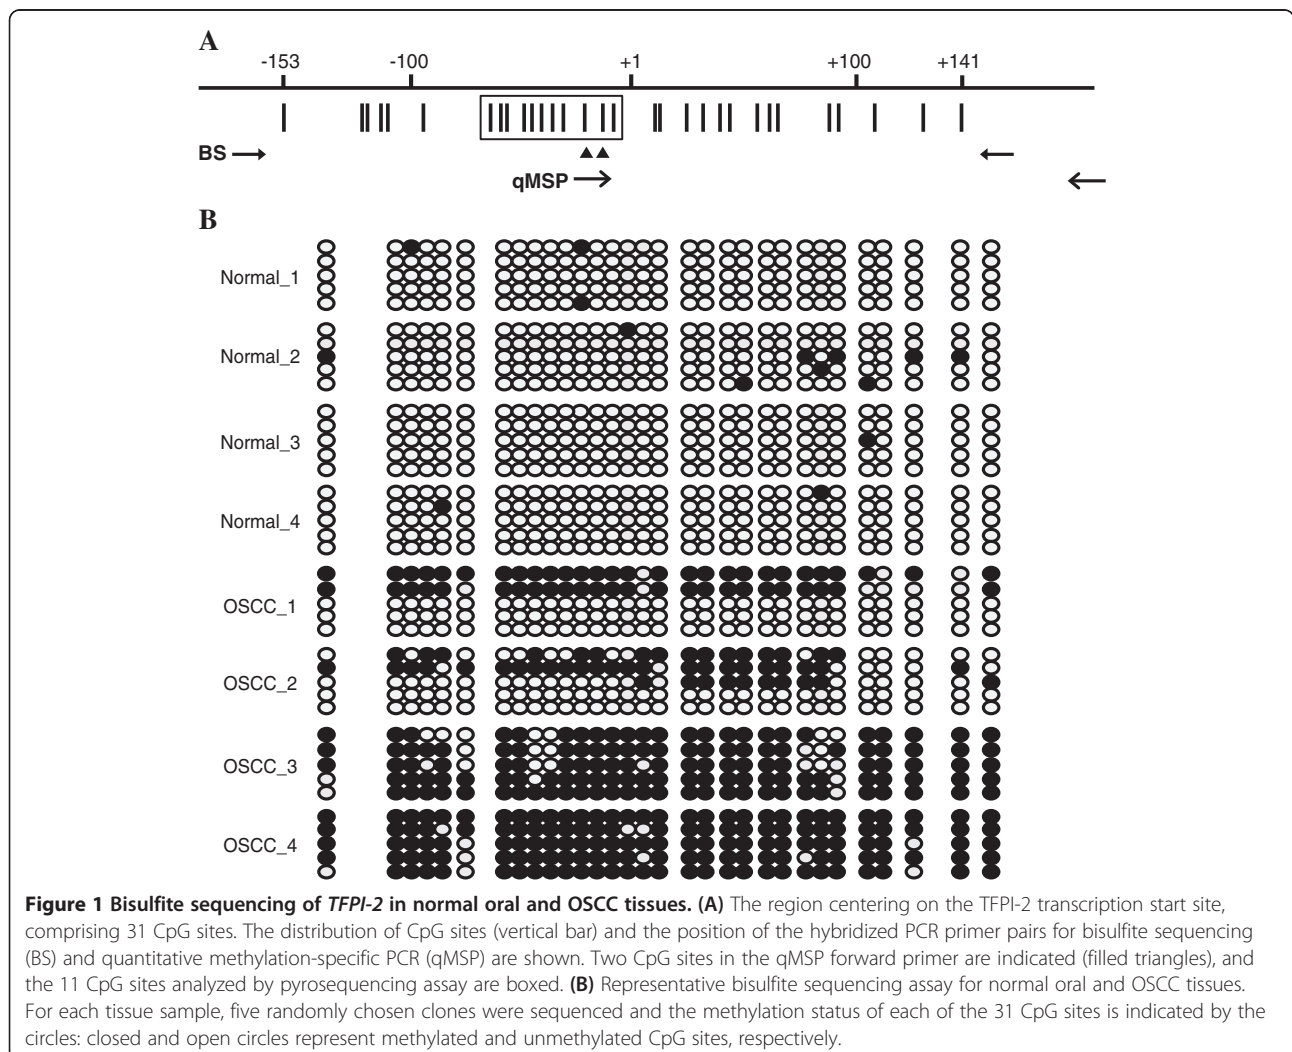 A
-153 -100 +1 +100 +141
BS
qMSP
B
Normal_1
Normal_2
Normal_3
Normal_4
OSCC_1
OSCC_2
OSCC_3
OSCC_4
Figure 1 Bisulfite sequencing of TFPI-2 in normal oral and OSCC tissues. (A) The region centering on the TFPI-2 transcription start site,
comprising 31 CpG sites. The distribution of CpG sites (vertical bar) and the position of the hybridized PCR primer pairs for bisulfite sequencing
(BS) and quantitative methylation-specific PCR (qMSP) are shown. Two CpG sites in the qMSP forward primer are indicated (filled triangles), and
the 11 CpG sites analyzed by pyrosequencing assay are boxed. (B) Representative bisulfite sequencing assay for normal oral and OSCC tissues.
For each tissue sample, five randomly chosen clones were sequenced and the methylation status of each of the 31 CpG sites is indicated by the
circles: closed and open circles represent methylated and unmethylated CpG sites, respectively.